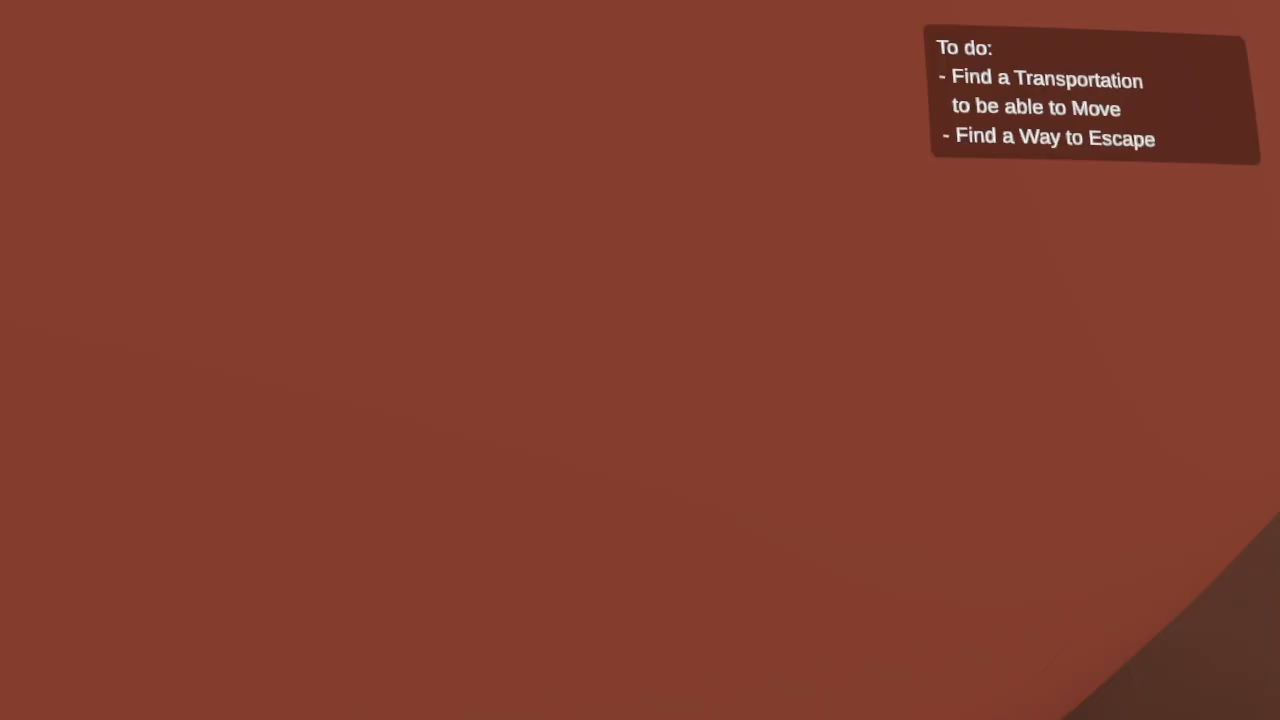 To do:
- Find a Transportation
to be able to Move
- Find a Way to Escape